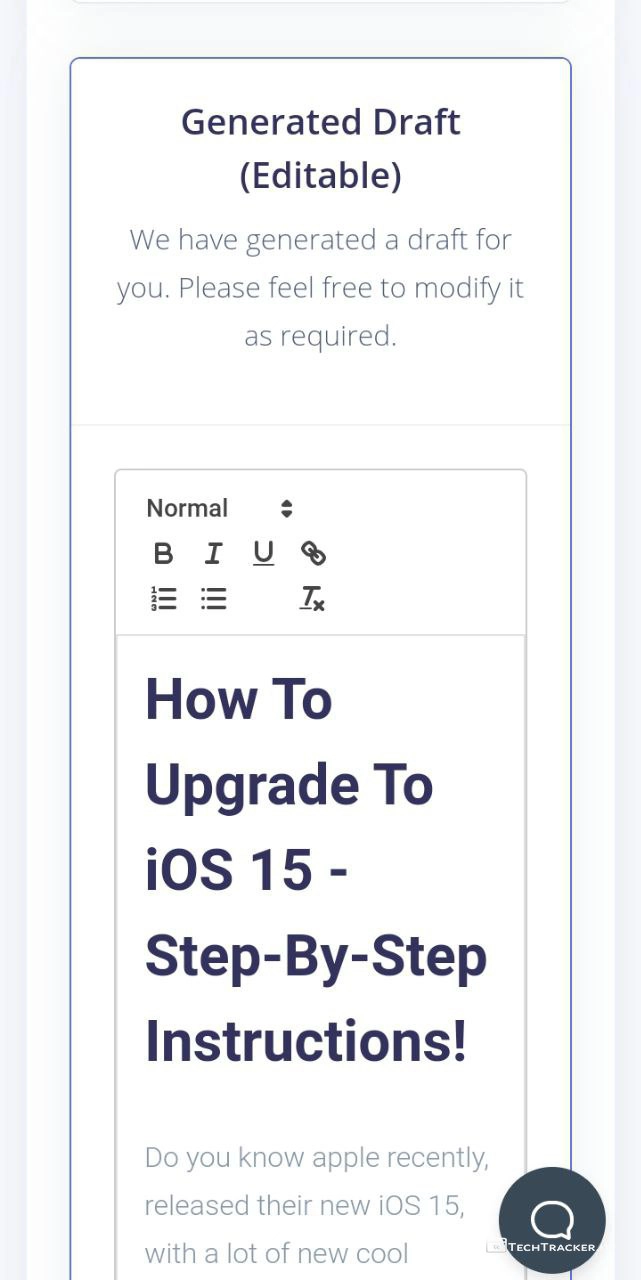 Generated Draft
(Editable)
We have generated a draft for
you. Please feel free to modify it
as required.
Normal
B I U
How To
Upgrade To
iOS 15 -
Step-By-Step
Instructions!
Do you know apple recently,
released their new iOS 15,
with a lot of new cool
TECHTRACKER